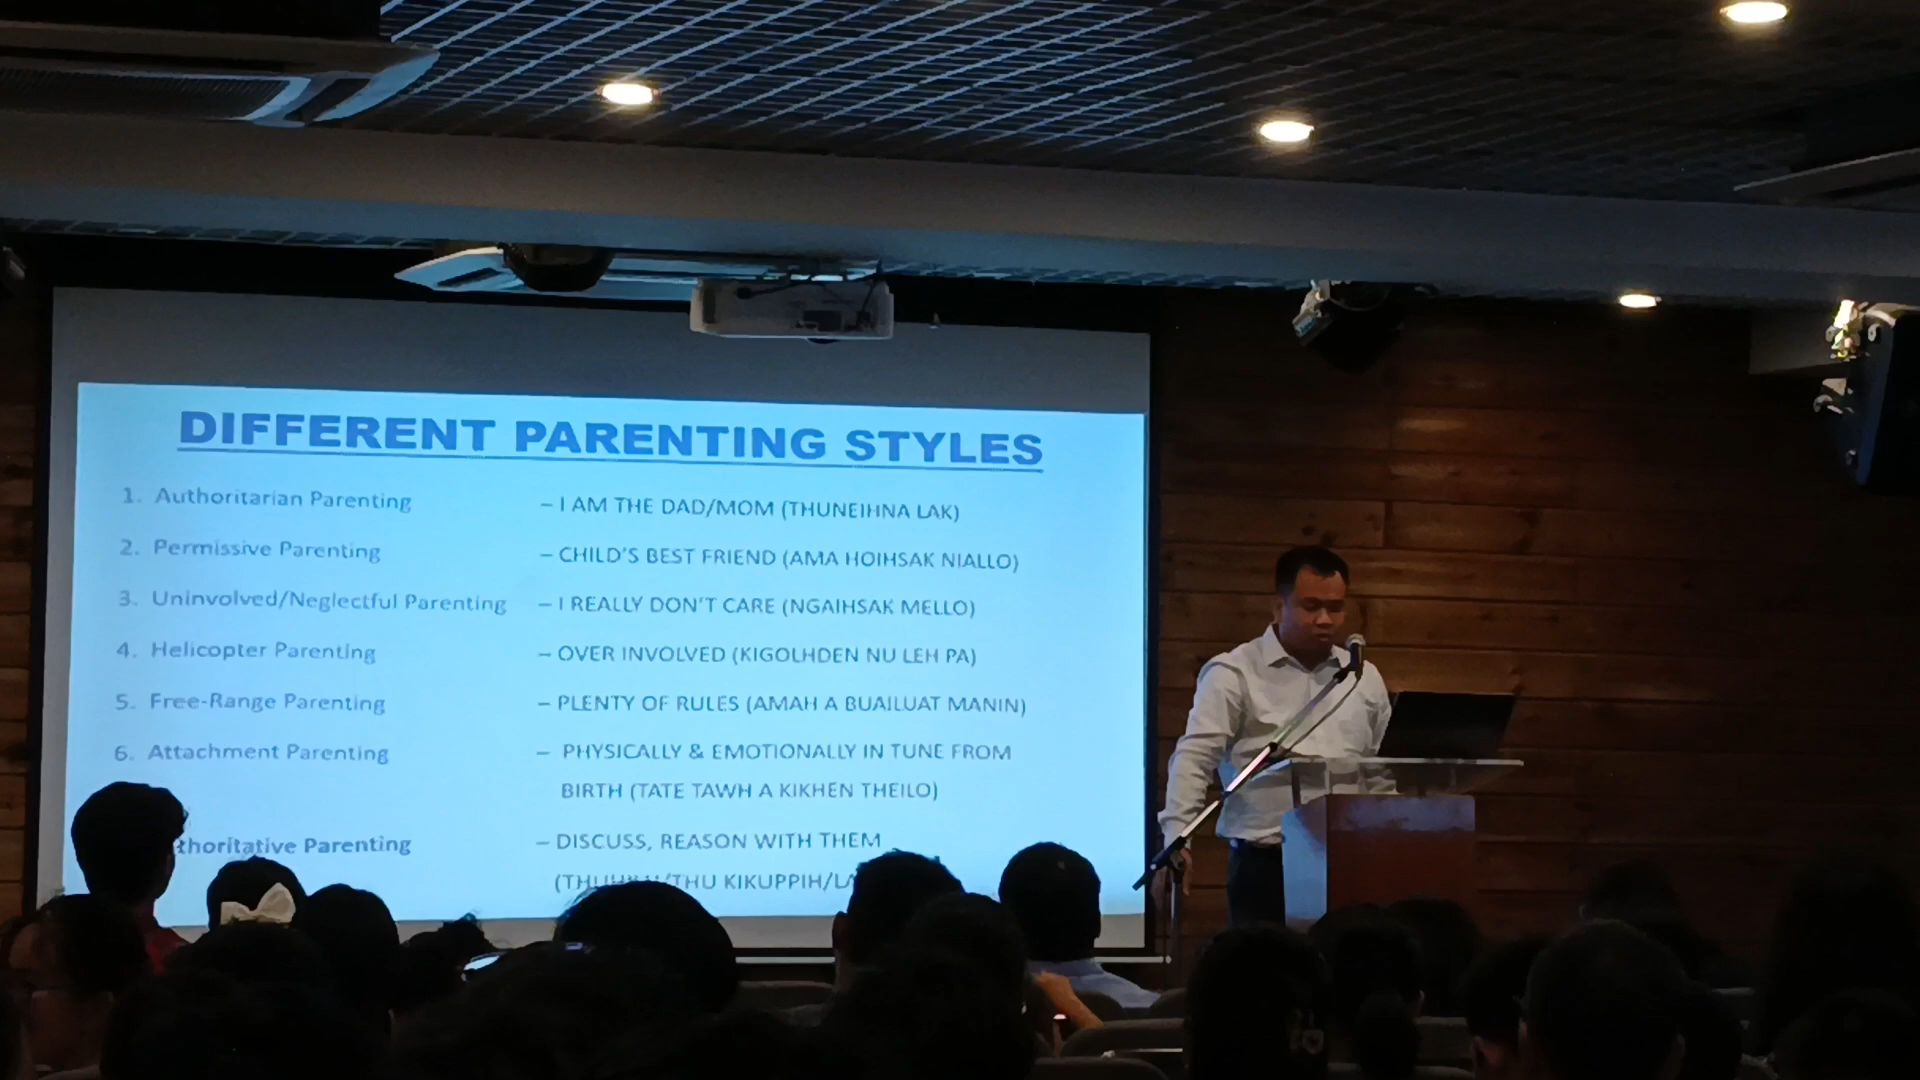 DIFFERENT PARENTING STYLES
1. Authoritarian Parenting – I AM THE DAD/MOM (THUNEIHNA LAK)
2. Permissive Parenting – CHILD'S BEST FRIEND (AMA HOIHSAK NIALLO)
3. Uninvolved/Neglectful Parenting – I REALLY DON'T CARE (NGAIHSAK MELLO)
4. Helicopter Parenting – OVER INVOLVED (KIGOLHDEN NU LEH PA)
5. Free-Range Parenting – PLENTY OF RULES (AMAH A BUAILUAT MANIN)
6. Attachment Parenting – PHYSICALLY & EMOTIONALLY IN TUNE FROM
BIRTH (TATE TAWH A KIKHEN THEILO)
Parenting – DISCUSS, REASON WITH THEM
THU KIKUPPIH/